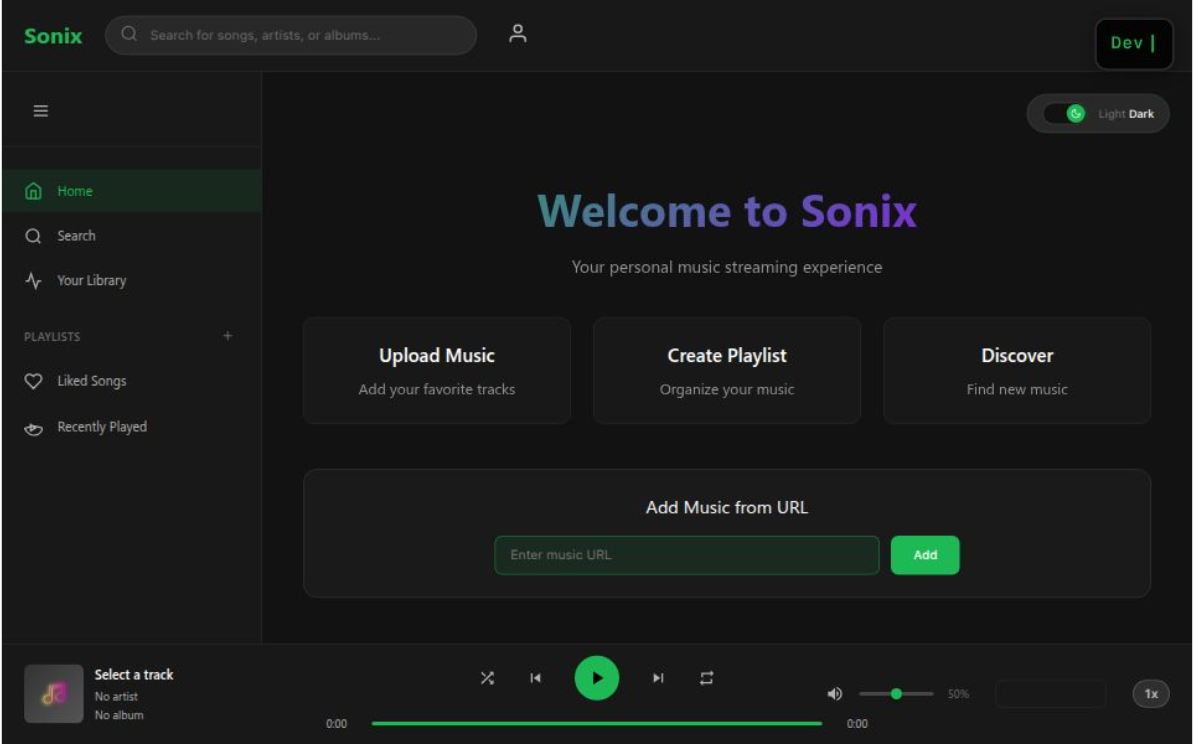 Sonix
Search for songs, artists, or albums...
Dev
Light Dark
Home
Search
Your Library
PLAYLISTS +
Liked Songs
Recently Played
Welcome to Sonix
Your personal music streaming experience
Upload Music
Add your favorite tracks
Create Playlist
Organize your music
Discover
Find new music
Add Music from URL
Enter music URL
Add
Select a track
No artist
No album
0:00
0:00
50%
1x